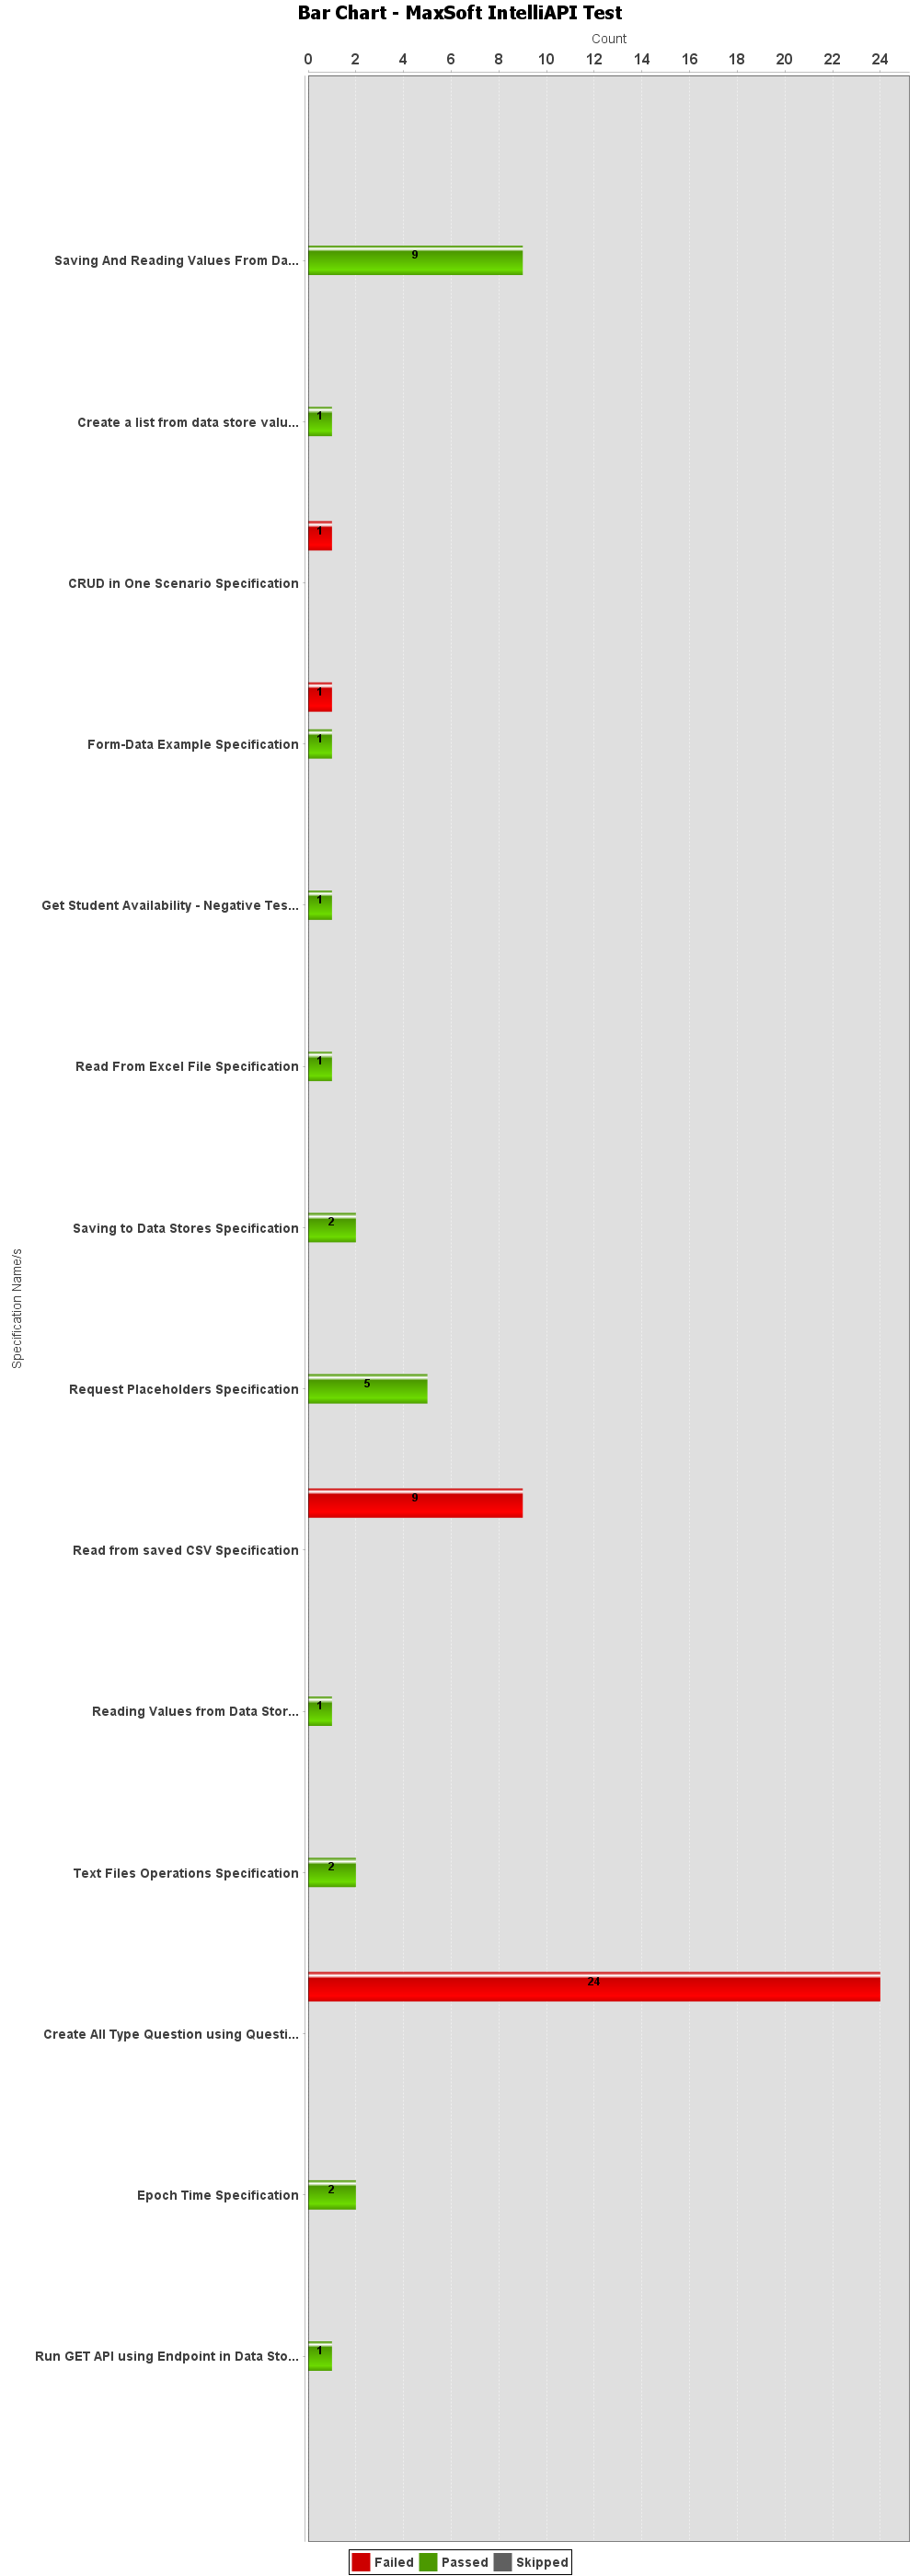 Bar Chart - MaxSoft IntelliAPI Test
Count
0 2 4 6 8 10 12 14 16 18 20 22 24
Saving And Reading Values From Da...
9
Create a list from data store valu...
1
1
CRUD in One Scenario Specification
1
Form-Data Example Specification
1
Get Student Availability - Negative Tes...
1
Read From Excel File Specification
1
Saving to Data Stores Specification
2
Specification Name/s
Request Placeholders Specification
5
9
Read from saved CSV Specification
Reading Values from Data Stor...
1
Text Files Operations Specification
2
24
Create All Type Question using Questi...
Epoch Time Specification
2
Run GET API using Endpoint in Data Sto...
1
Failed Passed Skipped